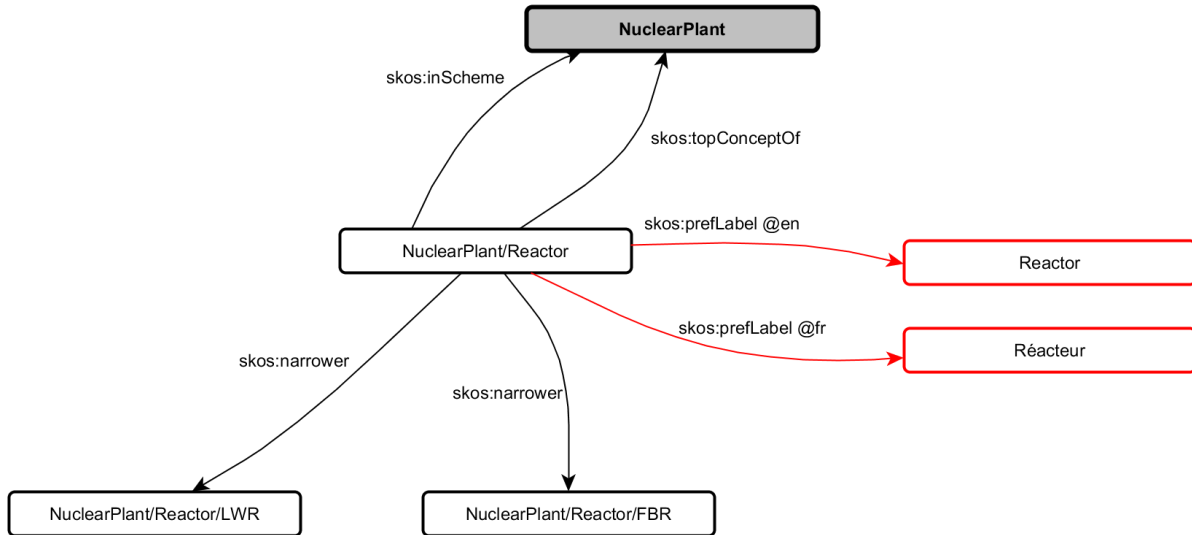 NuclearPlant
skos:inScheme
skos:topConceptOf
skos:prefLabel @en
NuclearPlant/Reactor
Reactor
skos:prefLabel @fr
Réacteur
skos:narrower
skos:narrower
NuclearPlant/Reactor/LWR
NuclearPlant/Reactor/FBR